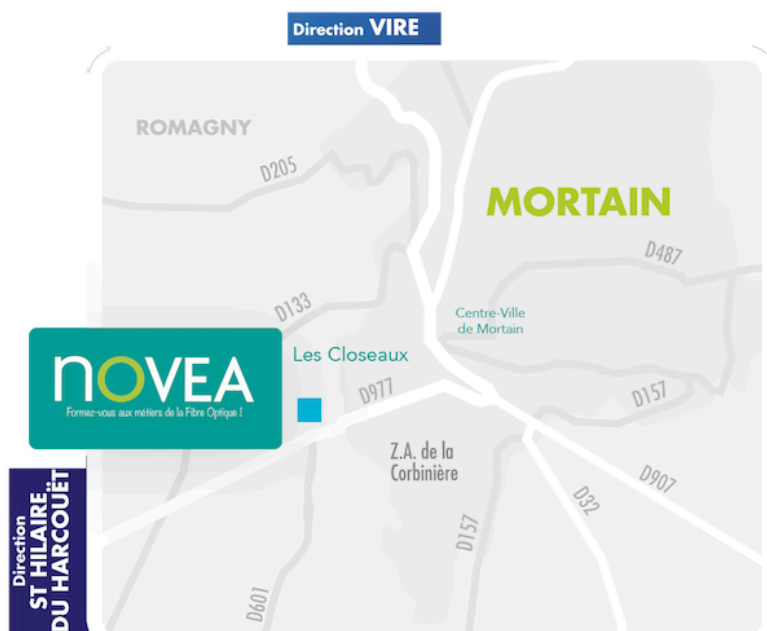 Direction VIRE
ROMAGNY
D205
MORTAIN
D487
D133
Centre-Ville
de Mortain
NOVEA
Formez-vous aux métiers de la Fibre Optique !
Les Closeaux
D977
D157
Z.A. de la
Corbinière
D907
D32
D157
Direction
ST HILAIRE
DU HARCOUËT
D601